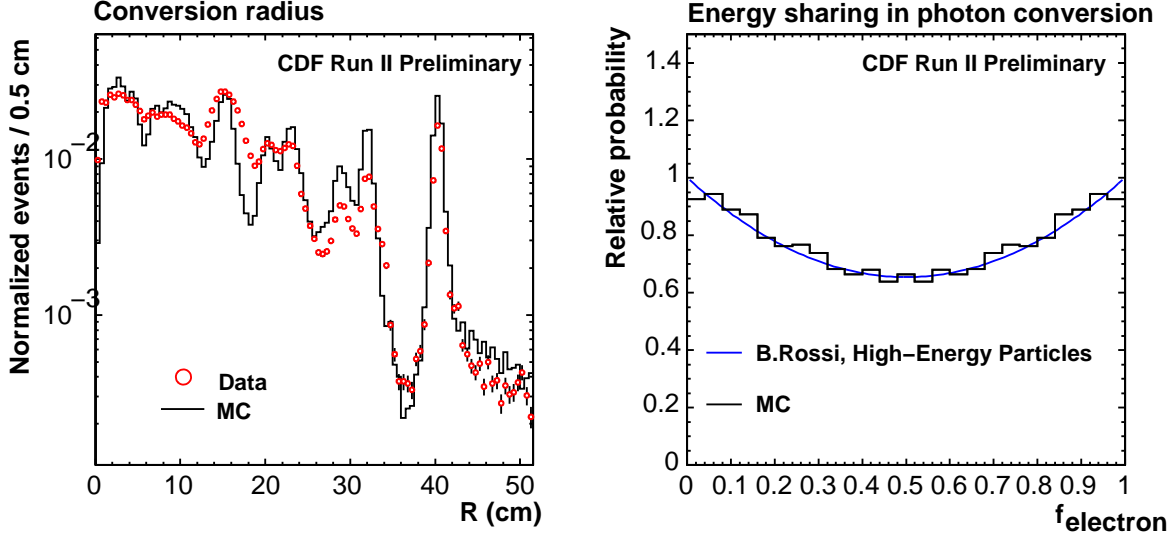 Conversion radius
Normalized events / 0.5 cm
CDF Run II Preliminary
10−2
10−3
Data
MC
0 10 20 30 40 50
R (cm)
Energy sharing in photon conversion
Relative probability
CDF Run II Preliminary
1.4
1.2
1
0.8
0.6
0.4
0.2
0
B.Rossi, High−Energy Particles
MC
0 0.1 0.2 0.3 0.4 0.5 0.6 0.7 0.8 0.9 1
felectron